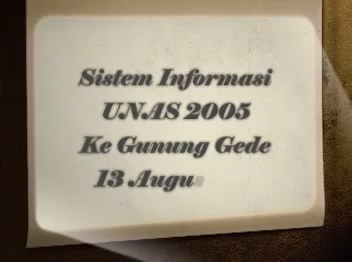 Sistem Informasi
UNAS 2005
Ke Gunung Gede
13 Augu